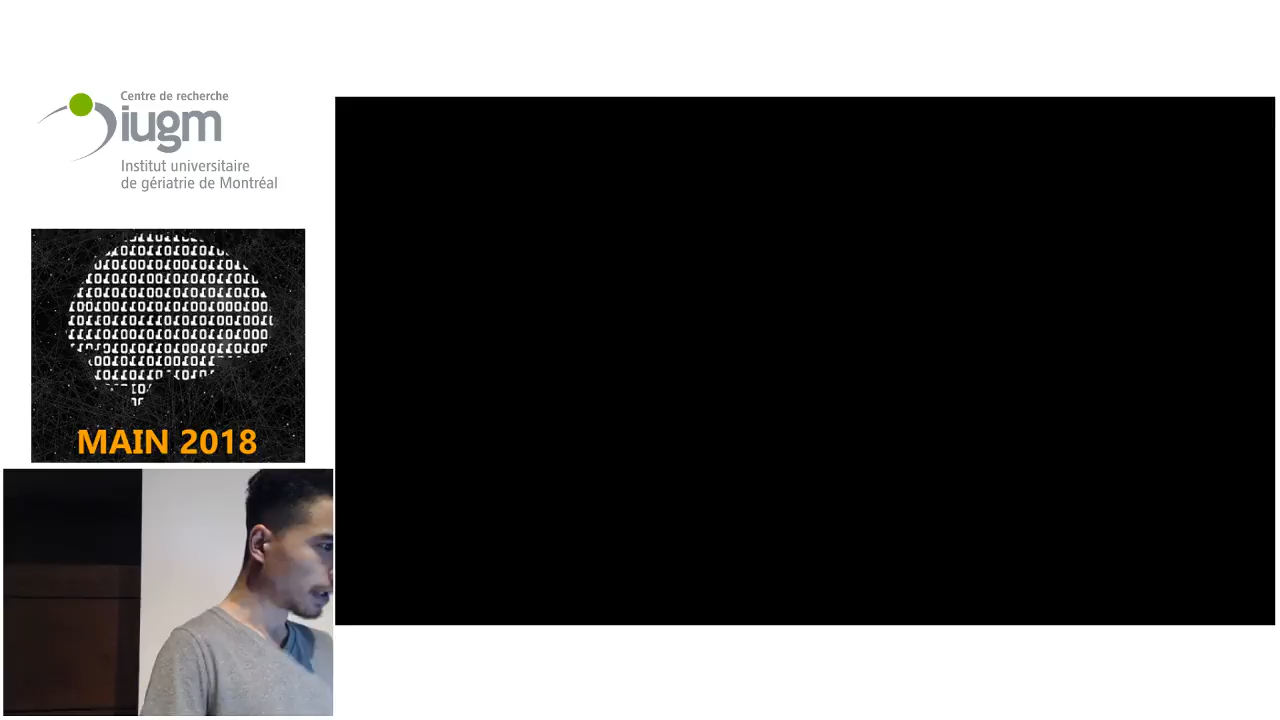 Centre de recherche
iugm
Institut universitaire
de gériatrie de Montréal
MAIN 2018